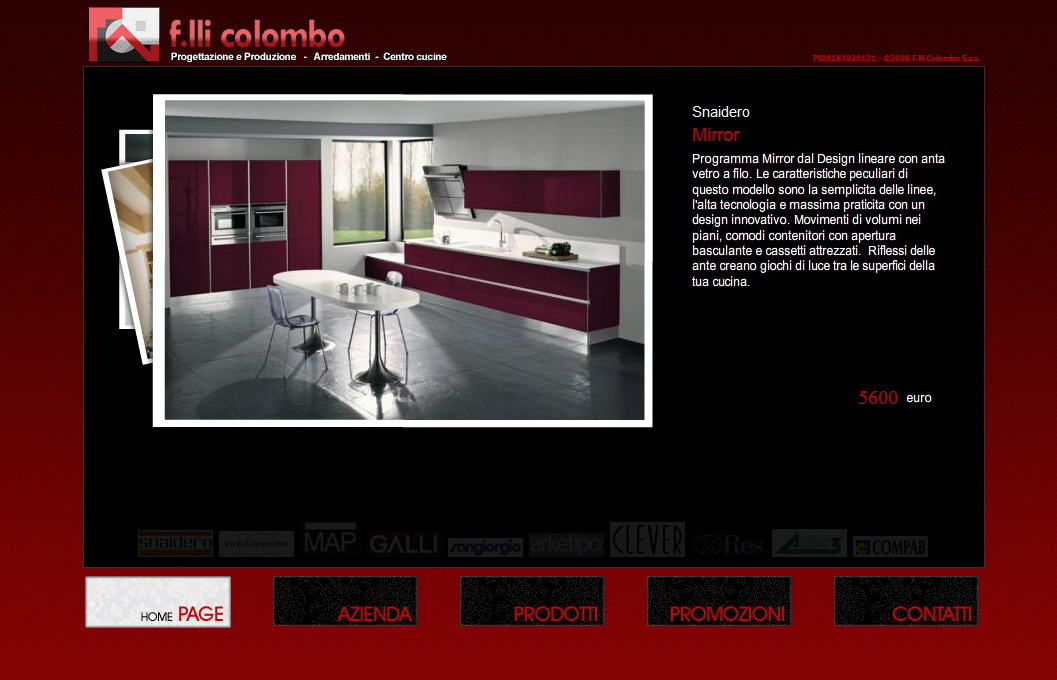 f.lli colombo
Progettazione e Produzione - Arredamenti - Centro cucine
PI00183030121 - ©2008 F.lli Colombo S.a.s.
Snaidero
Mirror
Programma Mirror dal Design lineare con anta
vetro a filo. Le caratteristiche peculiari di
questo modello sono la semplicita delle linee,
l'alta tecnologia e massima praticita con un
design innovativo. Movimenti di volumi nei
piani, comodi contenitori con apertura
basculante e cassetti attrezzati. Riflessi delle
ante creano giochi di luce tra le superfici della
tua cucina.
5600 euro
snaidero MAP GALLI sangiorgio arketipo CLEVER Res 3 COMPAB
HOME PAGE AZIENDA PRODOTTI PROMOZIONI CONTATTI